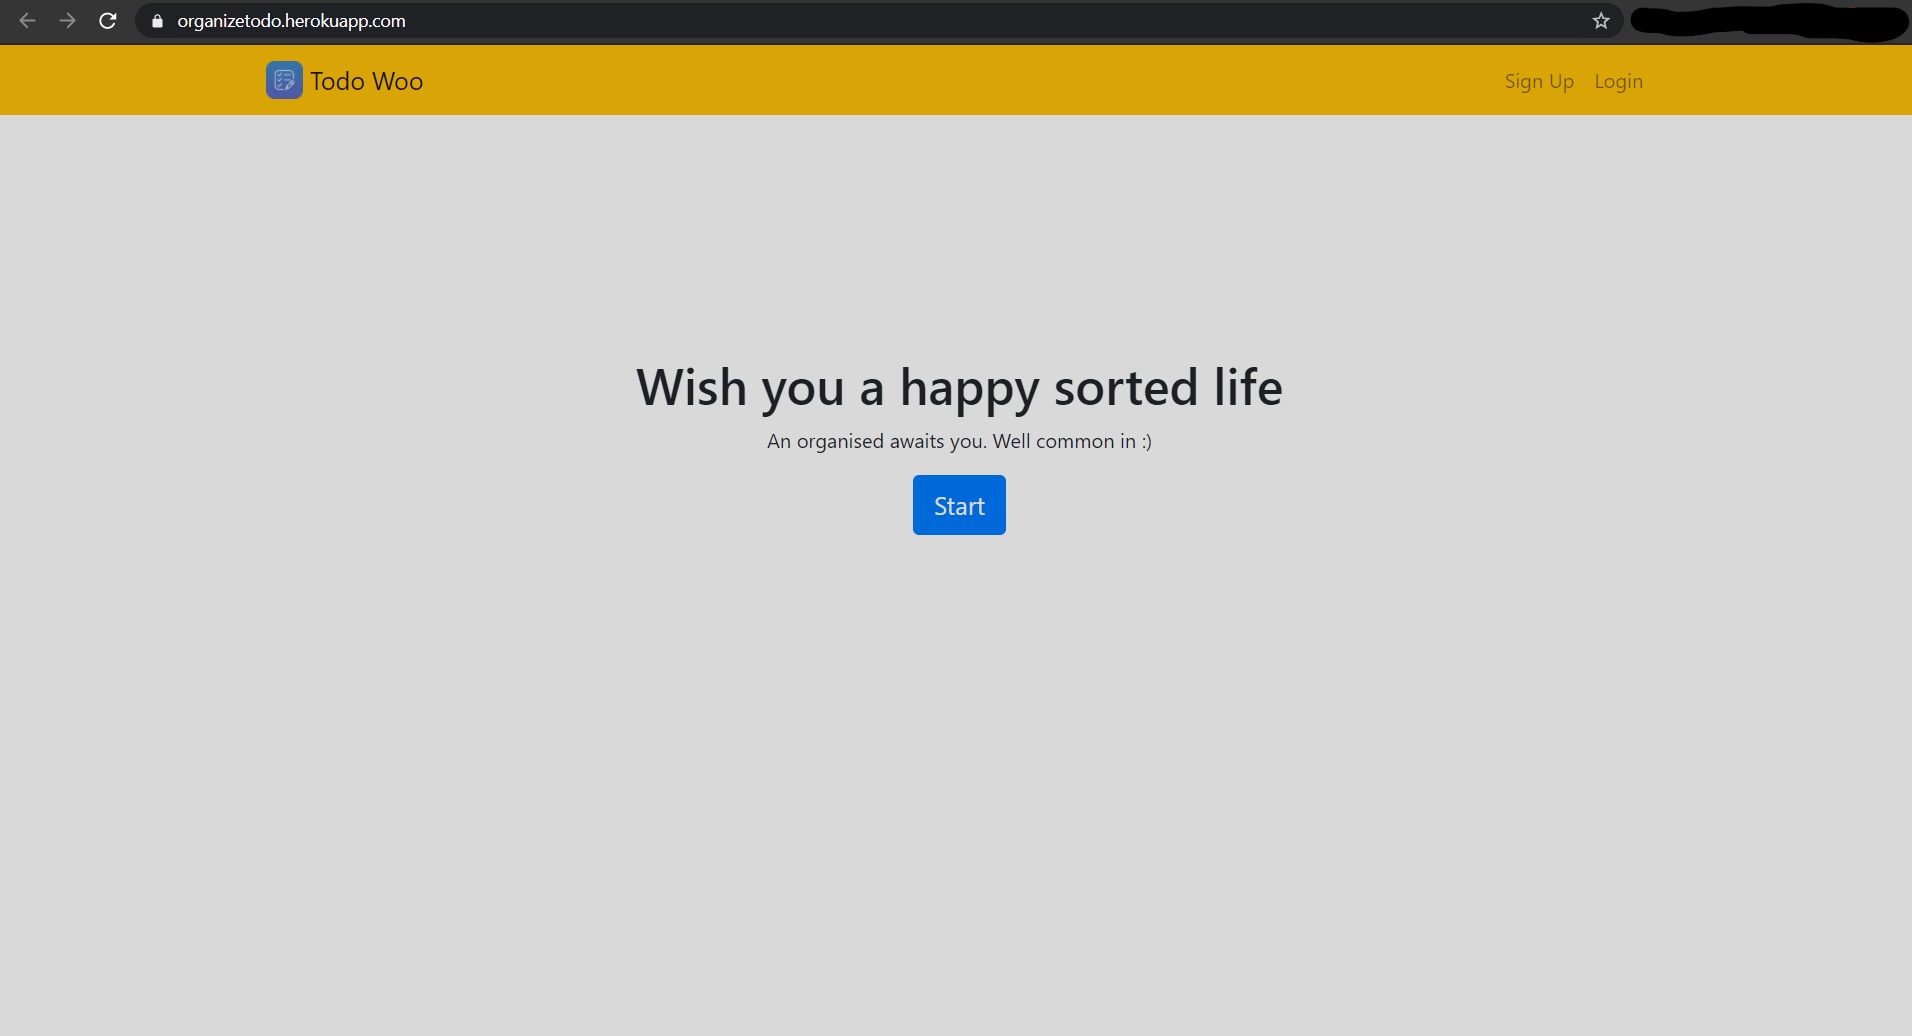 organizetodo.herokuapp.com
Todo Woo
Sign Up
Login
Wish you a happy sorted life
An organised awaits you. Well common in :)
Start